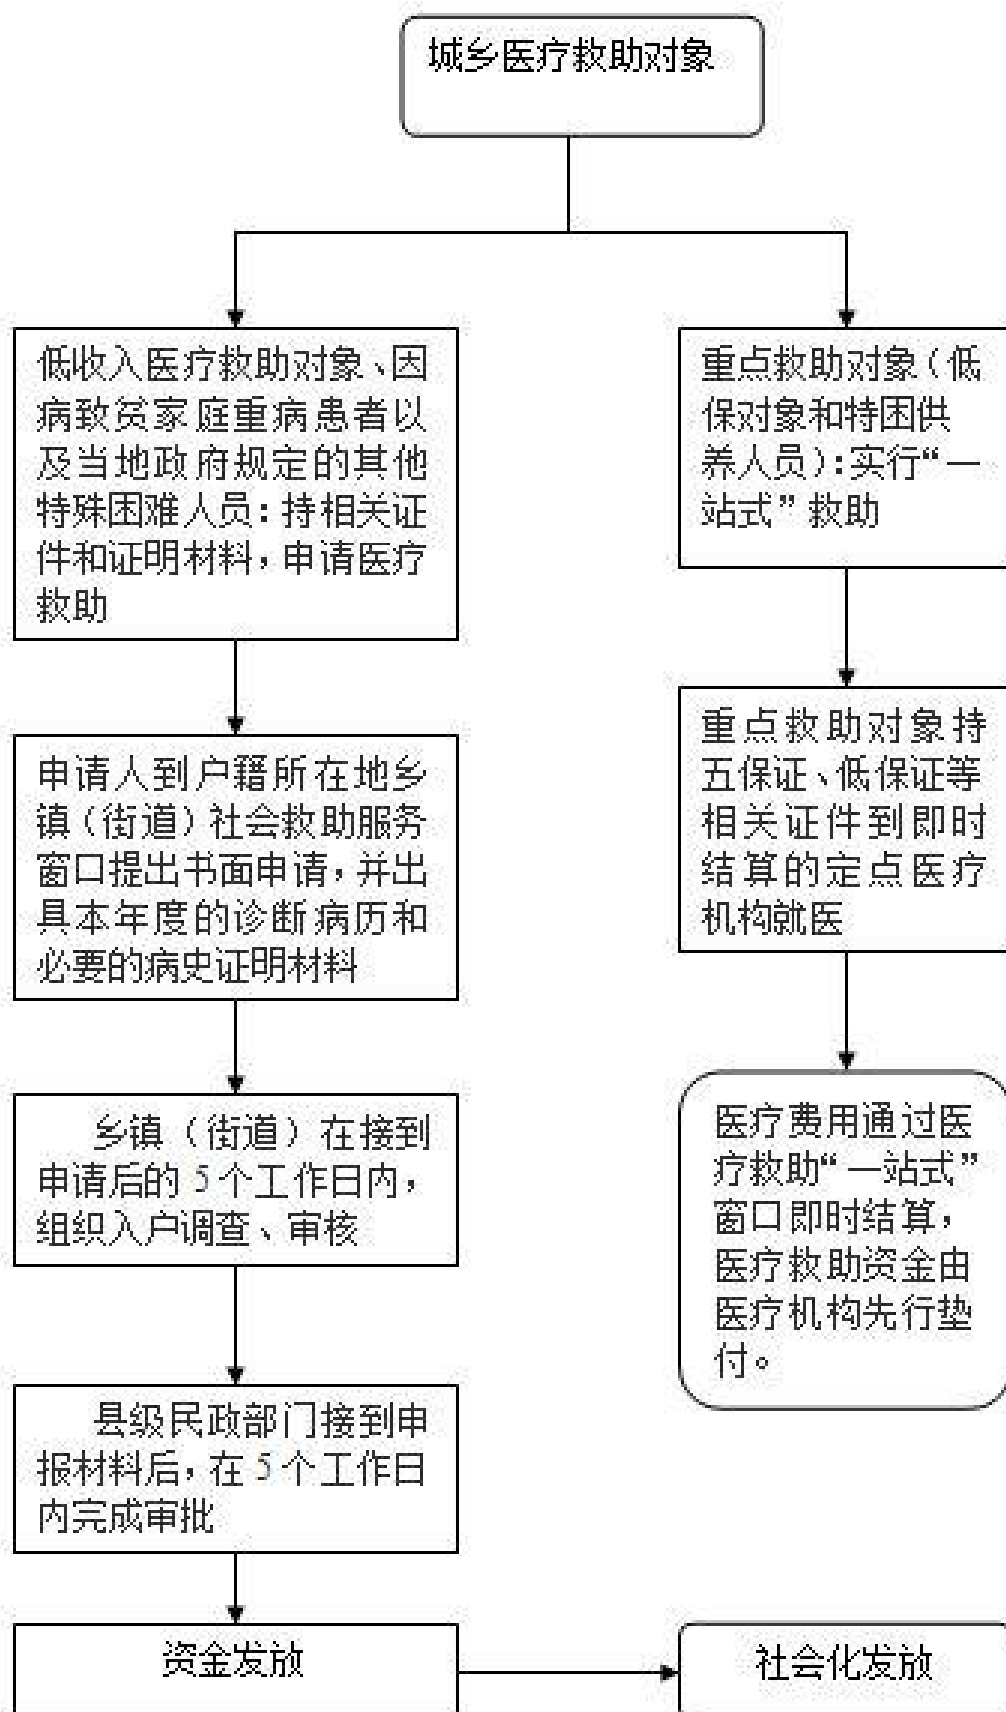 城乡医疗救助对象
低收入医疗救助对象、因
病致贫家庭重病患者以
及当地政府规定的其他
特殊困难人员：持相关证
件和证明材料，申请医疗
救助
申请人到户籍所在地乡
镇（街道）社会救助服务
窗口提出书面申请，并出
具本年度的诊断病历和
必要的病史证明材料
乡镇（街道）在接到
申请后的 5 个工作日内，
组织入户调查、审核
县级民政部门接到申
报材料后，在 5 个工作日
内完成审批
资金发放
重点救助对象（低
保对象和特困供
养人员）：实行“一
站式”救助
重点救助对象持
五保证、低保证等
相关证件到即时
结算的定点医疗
机构就医
医疗费用通过医
疗救助“一站式”
窗口即时结算，
医疗救助资金由
医疗机构先行垫
付。
社会化发放